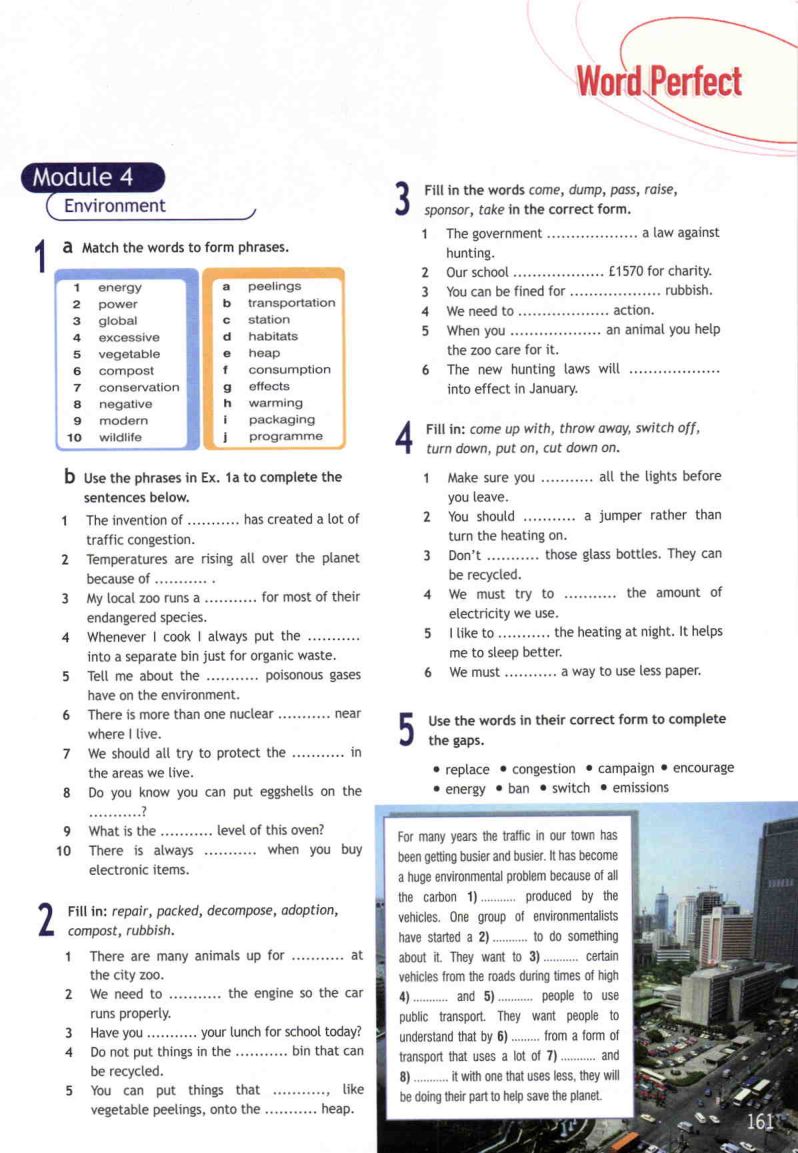 Word Perfect
Module 4
Environment
1 a Match the words to form phrases.
1 energy
2 power
3 global
4 excessive
5 vegetable
6 compost
7 conservation
8 negative
9 modern
10 wildlife
a peelings
b transportation
c station
d habitats
e heap
f consumption
g effects
h warming
i packaging
j programme
b Use the phrases in Ex. 1a to complete the
sentences below.
1 The invention of ........... has created a lot of
traffic congestion.
2 Temperatures are rising all over the planet
because of ........... .
3 My local zoo runs a ........... for most of their
endangered species.
4 Whenever I cook I always put the ...........
into a separate bin just for organic waste.
5 Tell me about the ........... poisonous gases
have on the environment.
6 There is more than one nuclear ........... near
where I live.
7 We should all try to protect the ........... in
the areas we live.
8 Do you know you can put eggshells on the
...........?
9 What is the ........... level of this oven?
10 There is always ........... when you buy
electronic items.
2 Fill in: repair, packed, decompose, adoption,
compost, rubbish.
1 There are many animals up for ........... at
the city zoo.
2 We need to ........... the engine so the car
runs properly.
3 Have you ........... your lunch for school today?
4 Do not put things in the ........... bin that can
be recycled.
5 You can put things that ..........., like
vegetable peelings, onto the ........... heap.
3 Fill in the words come, dump, pass, raise,
sponsor, take in the correct form.
1 The government ................... a law against
hunting.
2 Our school ................... £1570 for charity.
3 You can be fined for ................... rubbish.
4 We need to ................... action.
5 When you ................... an animal you help
the zoo care for it.
6 The new hunting laws will ...................
into effect in January.
4 Fill in: come up with, throw away, switch off,
turn down, put on, cut down on.
1 Make sure you ........... all the lights before
you leave.
2 You should ........... a jumper rather than
turn the heating on.
3 Don't ........... those glass bottles. They can
be recycled.
4 We must try to ........... the amount of
electricity we use.
5 I like to ........... the heating at night. It helps
me to sleep better.
6 We must ........... a way to use less paper.
5 Use the words in their correct form to complete
the gaps.
• replace • congestion • campaign • encourage
• energy • ban • switch • emissions
For many years the traffic in our town has
been getting busier and busier. It has become
a huge environmental problem because of all
the carbon 1) ........... produced by the
vehicles. One group of environmentalists
have started a 2) ........... to do something
about it. They want to 3) ........... certain
vehicles from the roads during times of high
4) ........... and 5) ........... people to use
public transport. They want people to
understand that by 6) ......... from a form of
transport that uses a lot of 7) ........... and
8) ........... it with one that uses less, they will
be doing their part to help save the planet.
161